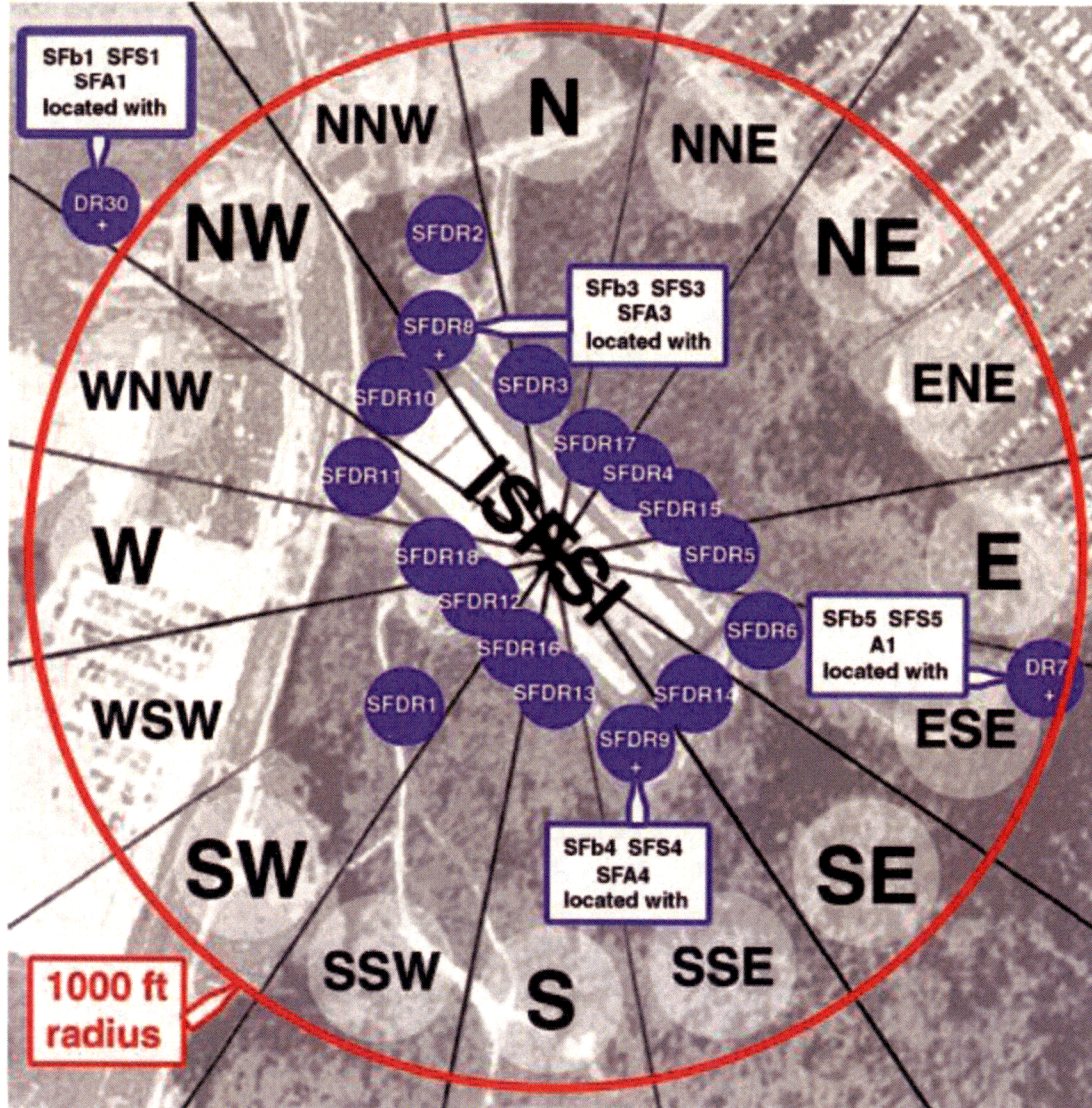 SFb1 SFS1
SFA1
located with
DR30
+
NNW
N
NNE
NW
NE
SFDR2
SFb3 SFS3
SFA3
located with
SFDR8
+
SFDR3
SFDR10
WNW
ENE
SFDR17
SFDR4
SFDR11
SFDR15
ISFSI
W
SFDR18
SFDR5
E
SFDR12
SFDR6
SFb5 SFS5
A1
located with
SFDR16
DR7
+
SFDR1
SFDR13
SFDR14
WSW
ESE
SFDR9
+
SFb4 SFS4
SFA4
located with
SW
SE
SSW
SSE
S
1000 ft
radius